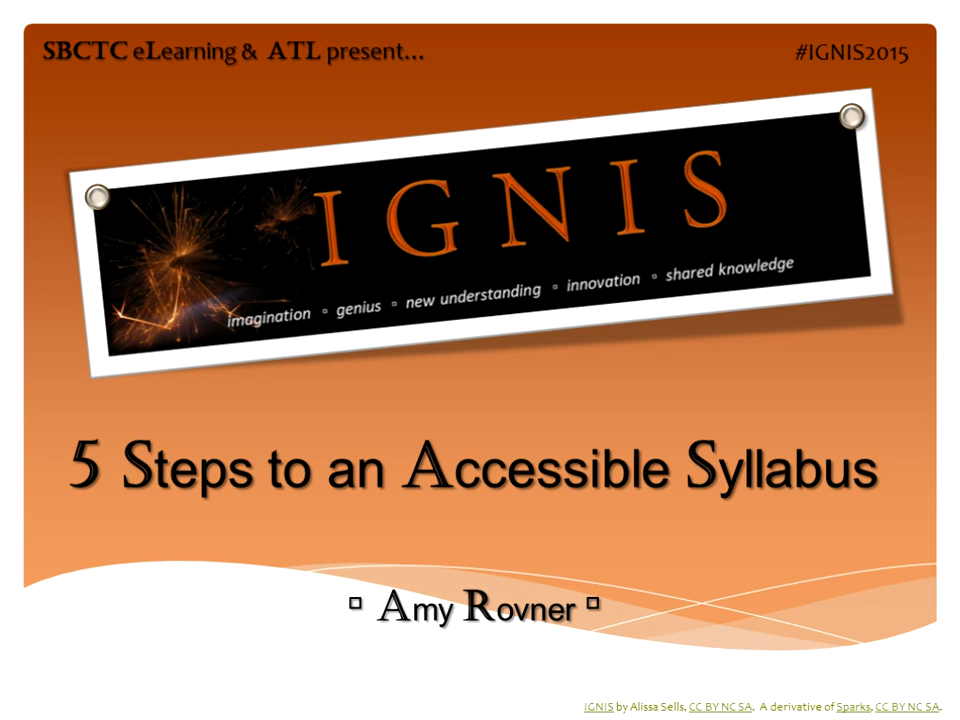 SBCTC eLearning & ATL present...
#IGNIS2015
IGNIS
imagination ▫ genius ▫ new understanding ▫ innovation ▫ shared knowledge
5 Steps to an Accessible Syllabus
▫ Amy Rovner ▫
IGNIS by Alissa Sells, CC BY NC SA. A derivative of Sparks, CC BY NC SA.